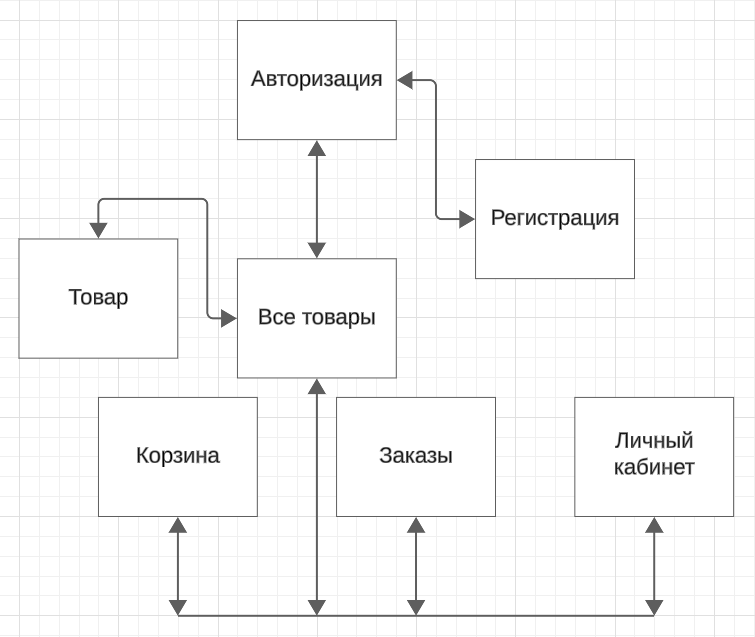 Авторизация
Регистрация
Товар
Все товары
Корзина
Заказы
Личный
кабинет